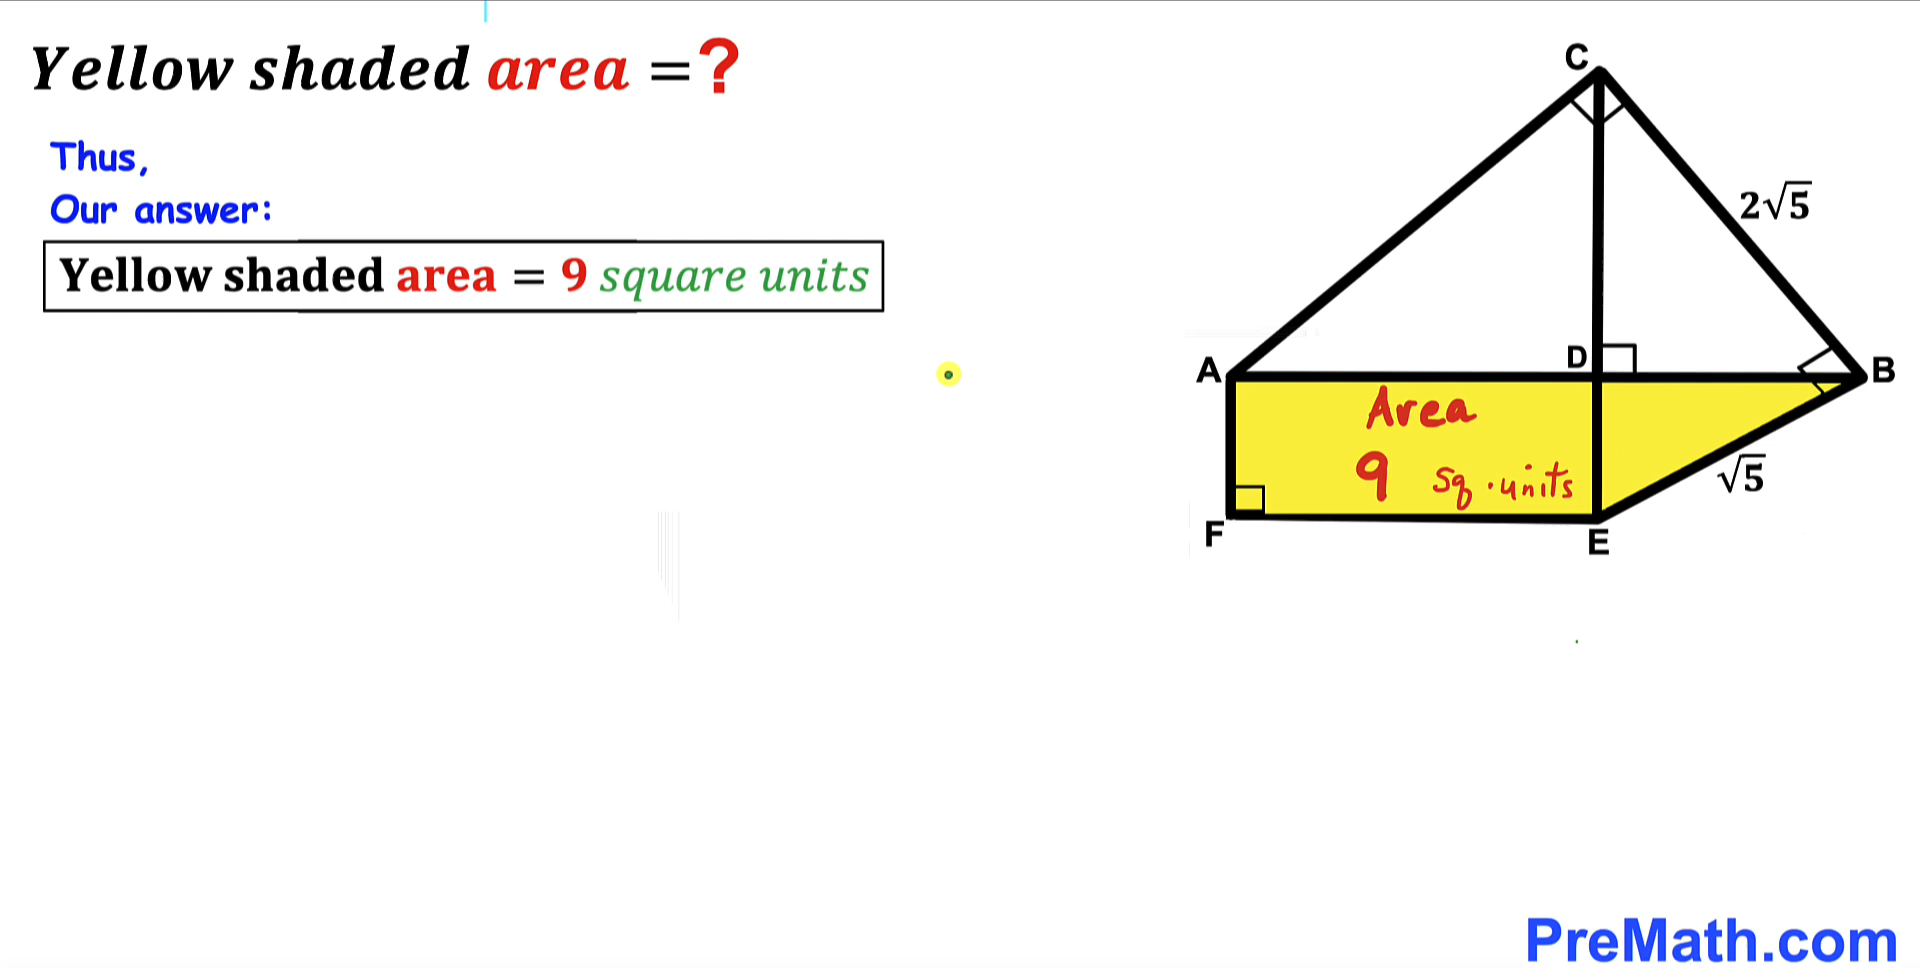 Yellow shaded area =?
Thus,
Our answer:
Yellow shaded area = 9 square units
C
2√5
A
D
B
Area
9 sq. units
√5
F
E
PreMath.com